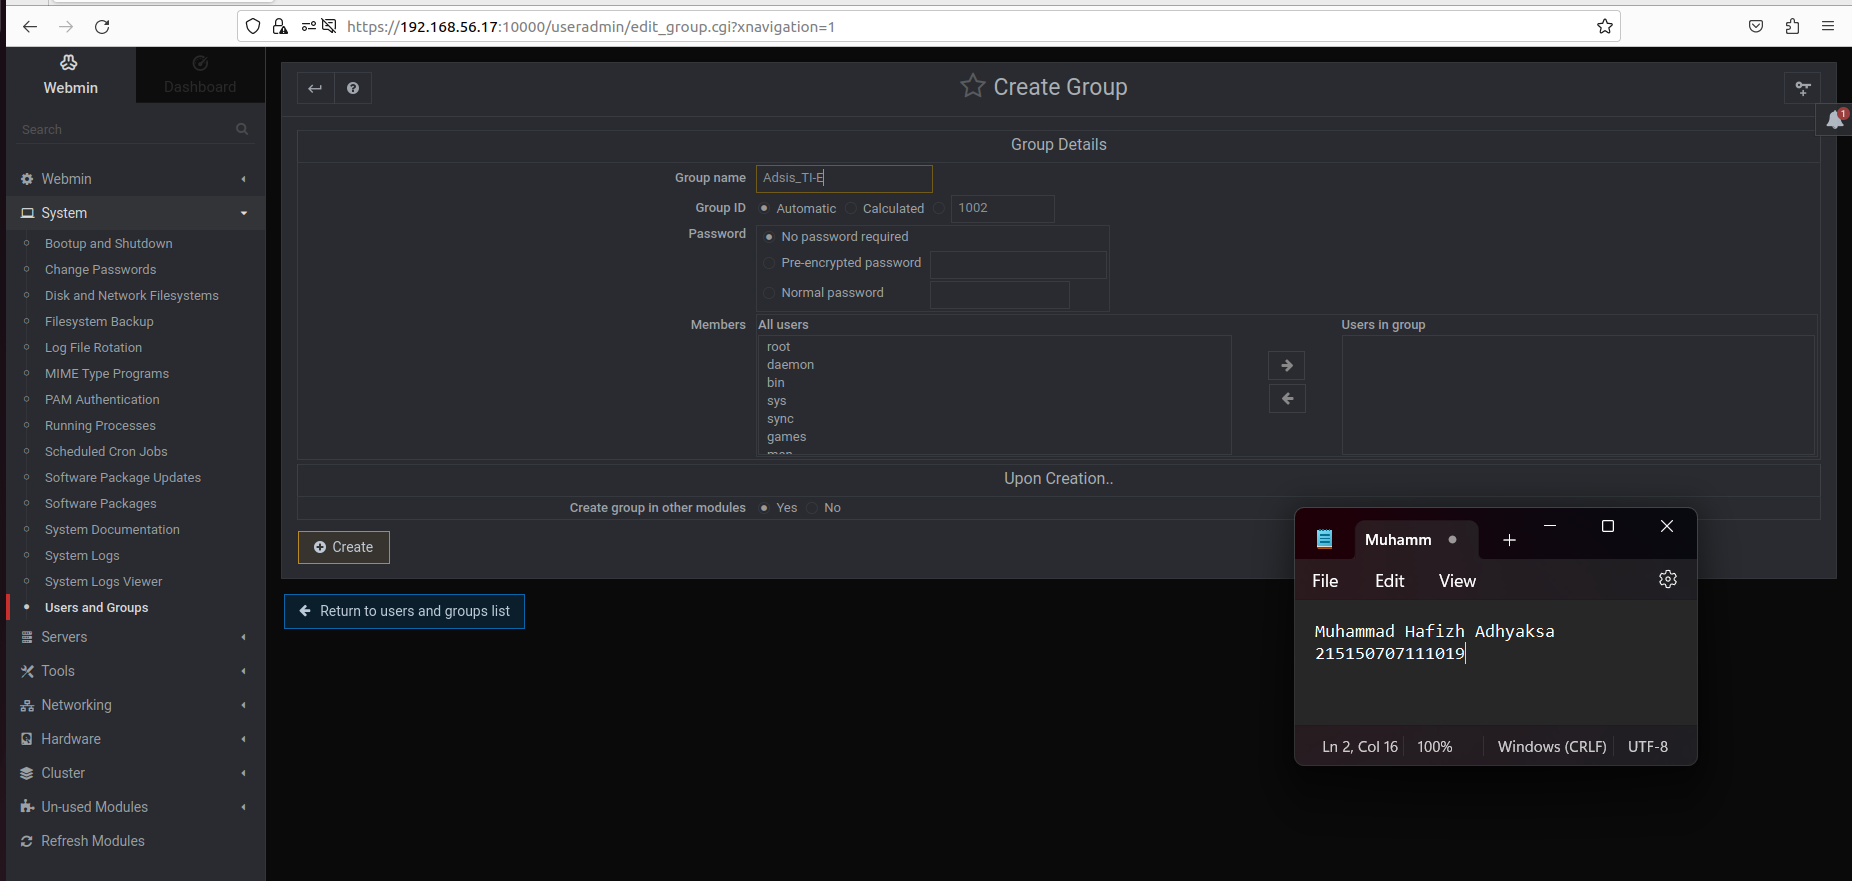 https://192.168.56.17:10000/useradmin/edit_group.cgi?xnavigation=1
Webmin
Dashboard
Search
Webmin
System
Bootup and Shutdown
Change Passwords
Disk and Network Filesystems
Filesystem Backup
Log File Rotation
MIME Type Programs
PAM Authentication
Running Processes
Scheduled Cron Jobs
Software Package Updates
Software Packages
System Documentation
System Logs
System Logs Viewer
Users and Groups
Servers
Tools
Networking
Hardware
Cluster
Un-used Modules
Refresh Modules
Create Group
1
Group Details
Group name Adsis_TI-E
Group ID Automatic Calculated 1002
Password No password required
Pre-encrypted password
Normal password
Members All users Users in group
root
daemon
bin
sys
sync
games
man
Upon Creation..
Create group in other modules Yes No
Create
Return to users and groups list
Muhamm
File Edit View
Muhammad Hafizh Adhyaksa
215150707111019
Ln 2, Col 16 100% Windows (CRLF) UTF-8